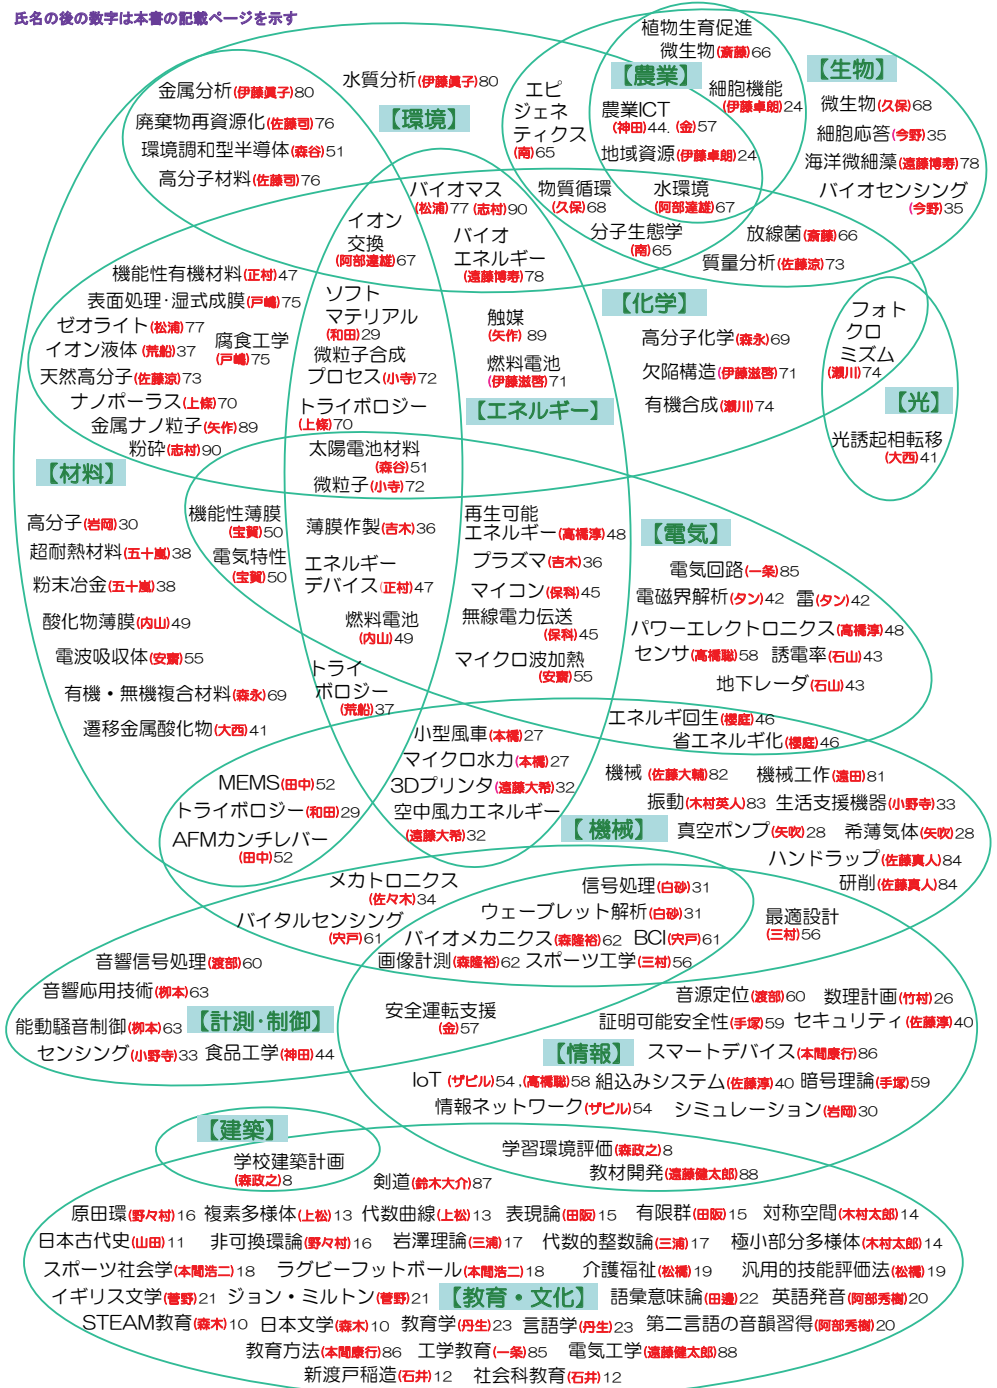 氏名の後の数字は本書の記載ページを示す
植物生育促進
微生物(斎藤)66
【農業】
【生物】
金属分析(伊藤眞子)80
水質分析(伊藤眞子)80
エピ
ジェネ
ティクス
(南)65
細胞機能
(伊藤卓朗)24
農業ICT
(神田)44. (金)57
微生物(久保)68
廃棄物再資源化(佐藤司)76
【環境】
細胞応答(今野)35
環境調和型半導体(森谷)51
地域資源(伊藤卓朗)24
海洋微細藻(遠藤博寿)78
高分子材料(佐藤司)76
バイオマス
(松浦)77 (志村)90
物質循環
(久保)68
水環境
(阿部達雄)67
バイオセンシング
(今野)35
イオン
交換
(阿部達雄)67
バイオ
エネルギー
(遠藤博寿)78
分子生態学
(南)65
放線菌(斎藤)66
質量分析(佐藤涼)73
機能性有機材料(正村)47
表面処理・湿式成膜(戸嶋)75
ソフト
マテリアル
(和田)29
触媒
(矢作) 89
【化学】
フォト
クロ
ミズム
(瀬川)74
ゼオライト(松浦)77
腐食工学
(戸嶋)75
イオン液体(荒船)37
高分子化学(森永)69
微粒子合成
プロセス(小寺)72
燃料電池
(伊藤滋啓)71
天然高分子(佐藤涼)73
欠陥構造(伊藤滋啓)71
ナノポーラス(上條)70
トライボロジー
(上條)70
【エネルギー】
有機合成(瀬川)74
【光】
金属ナノ粒子(矢作)89
粉砕(志村)90
太陽電池材料
(森谷)51
光誘起相転移
(大西)41
【材料】
微粒子(小寺)72
高分子(岩岡)30
機能性薄膜
(宝賀)50
薄膜作製(吉木)36
再生可能
エネルギー(高橋淳)48
【電気】
超耐熱材料(五十嵐)38
電気特性
(宝賀)50
エネルギー
デバイス(正村)47
プラズマ(吉木)36
電気回路(一条)85
粉末冶金(五十嵐)38
マイコン(保科)45
電磁界解析(タン)42 雷(タン)42
酸化物薄膜(内山)49
燃料電池
(内山)49
無線電力伝送
(保科)45
パワーエレクトロニクス(高橋淳)48
電波吸収体(安齋)55
マイクロ波加熱
(安齋)55
センサ(高橋聡)58 誘電率(石山)43
トライ
ボロジー
(荒船)37
地下レーダ(石山)43
有機・無機複合材料(森永)69
遷移金属酸化物(大西)41
エネルギ回生(櫻庭)46
小型風車(本橋)27
省エネルギ化(櫻庭)46
マイクロ水力(本橋)27
MEMS(田中)52
3Dプリンタ(遠藤大希)32
機械(佐藤大輔)82 機械工作(遠田)81
トライボロジー(和田)29
空中風力エネルギー
(遠藤大希)32
振動(木村英人)83 生活支援機器(小野寺)33
AFMカンチレバー
(田中)52
【 機械】
真空ポンプ(矢吹)28 希薄気体(矢吹)28
ハンドラップ(佐藤真人)84
メカトロニクス
(佐々木)34
信号処理(白砂)31
研削(佐藤真人)84
バイタルセンシング
(宍戸)61
ウェーブレット解析(白砂)31
最適設計
(三村)56
バイオメカニクス(森隆裕)62 BCI(宍戸)61
音響信号処理(渡部)60
画像計測(森隆裕)62 スポーツ工学(三村)56
音響応用技術(柳本)63
安全運転支援
(金)57
音源定位(渡部)60 数理計画(竹村)26
能動騒音制御(柳本)63
【計測・制御】
証明可能安全性(手塚)59 セキュリティ(佐藤淳)40
センシング(小野寺)33 食品工学(神田)44
【情報】
スマートデバイス(本間康行)86
IoT (ザビル)54 ,(高橋聡)58 組込みシステム(佐藤淳)40 暗号理論(手塚)59
情報ネットワーク(ザビル)54 シミュレーション(岩岡)30
【建築】
学校建築計画
(森政之)8
学習環境評価(森政之)8
剣道(鈴木大介)87
教材開発(遠藤健太郎)88
原田環(野々村)16 複素多様体(上松)13 代数曲線(上松)13 表現論(田阪)15 有限群(田阪)15 対称空間(木村太郎)14
日本古代史(山田)11 非可換環論(野々村)16 岩澤理論(三浦)17 代数的整数論(三浦)17 極小部分多様体(木村太郎)14
スポーツ社会学(本間浩二)18 ラグビーフットボール(本間浩二)18 介護福祉(松橋)19 汎用的技能評価法(松橋)19
イギリス文学(菅野)21 ジョン・ミルトン(菅野)21 【教育・文化】 語彙意味論(田邊)22 英語発音(阿部秀樹)20
STEAM教育(森木)10 日本文学(森木)10 教育学(丹生)23 言語学(丹生)23 第二言語の音韻習得(阿部秀樹)20
教育方法(本間康行)86 工学教育(一条)85 電気工学(遠藤健太郎)88
新渡戸稲造(石井)12 社会科教育(石井)12